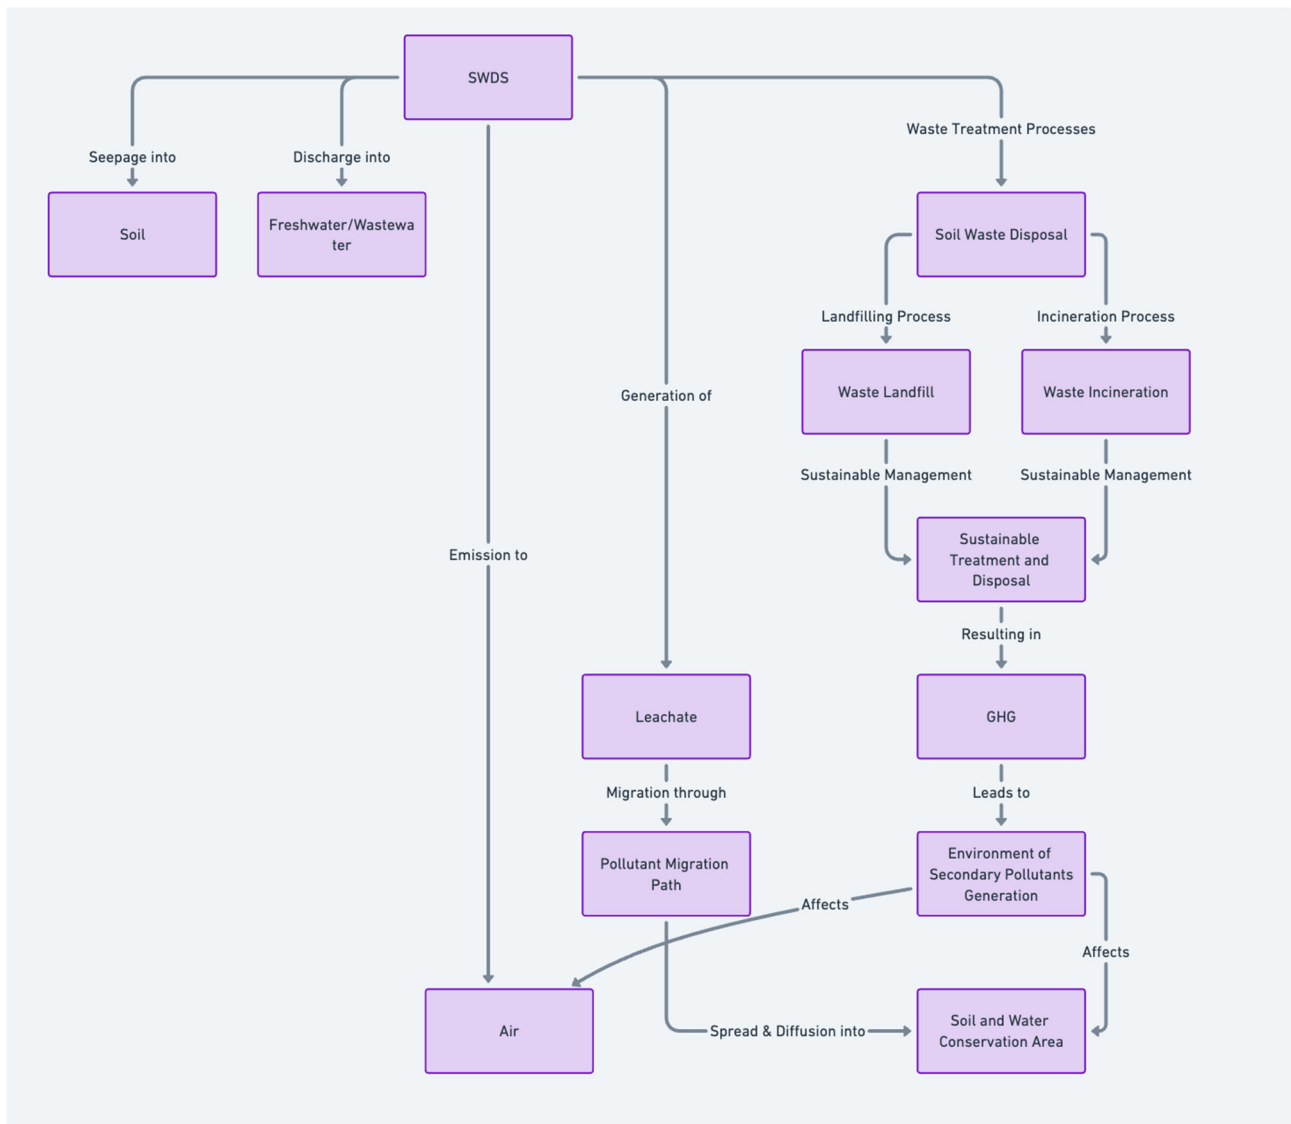 SWDS
Waste Treatment Processes
Seepage into
Discharge into
Soil
Freshwater/Wastewa
ter
Soil Waste Disposal
Landfilling Process
Incineration Process
Generation of
Waste Landfill
Waste Incineration
Sustainable Management
Sustainable Management
Emission to
Sustainable
Treatment and
Disposal
Resulting in
Leachate
GHG
Migration through
Leads to
Pollutant Migration
Path
Environment of
Secondary Pollutants
Generation
Affects
Affects
Air
Spread & Diffusion into
Soil and Water
Conservation Area